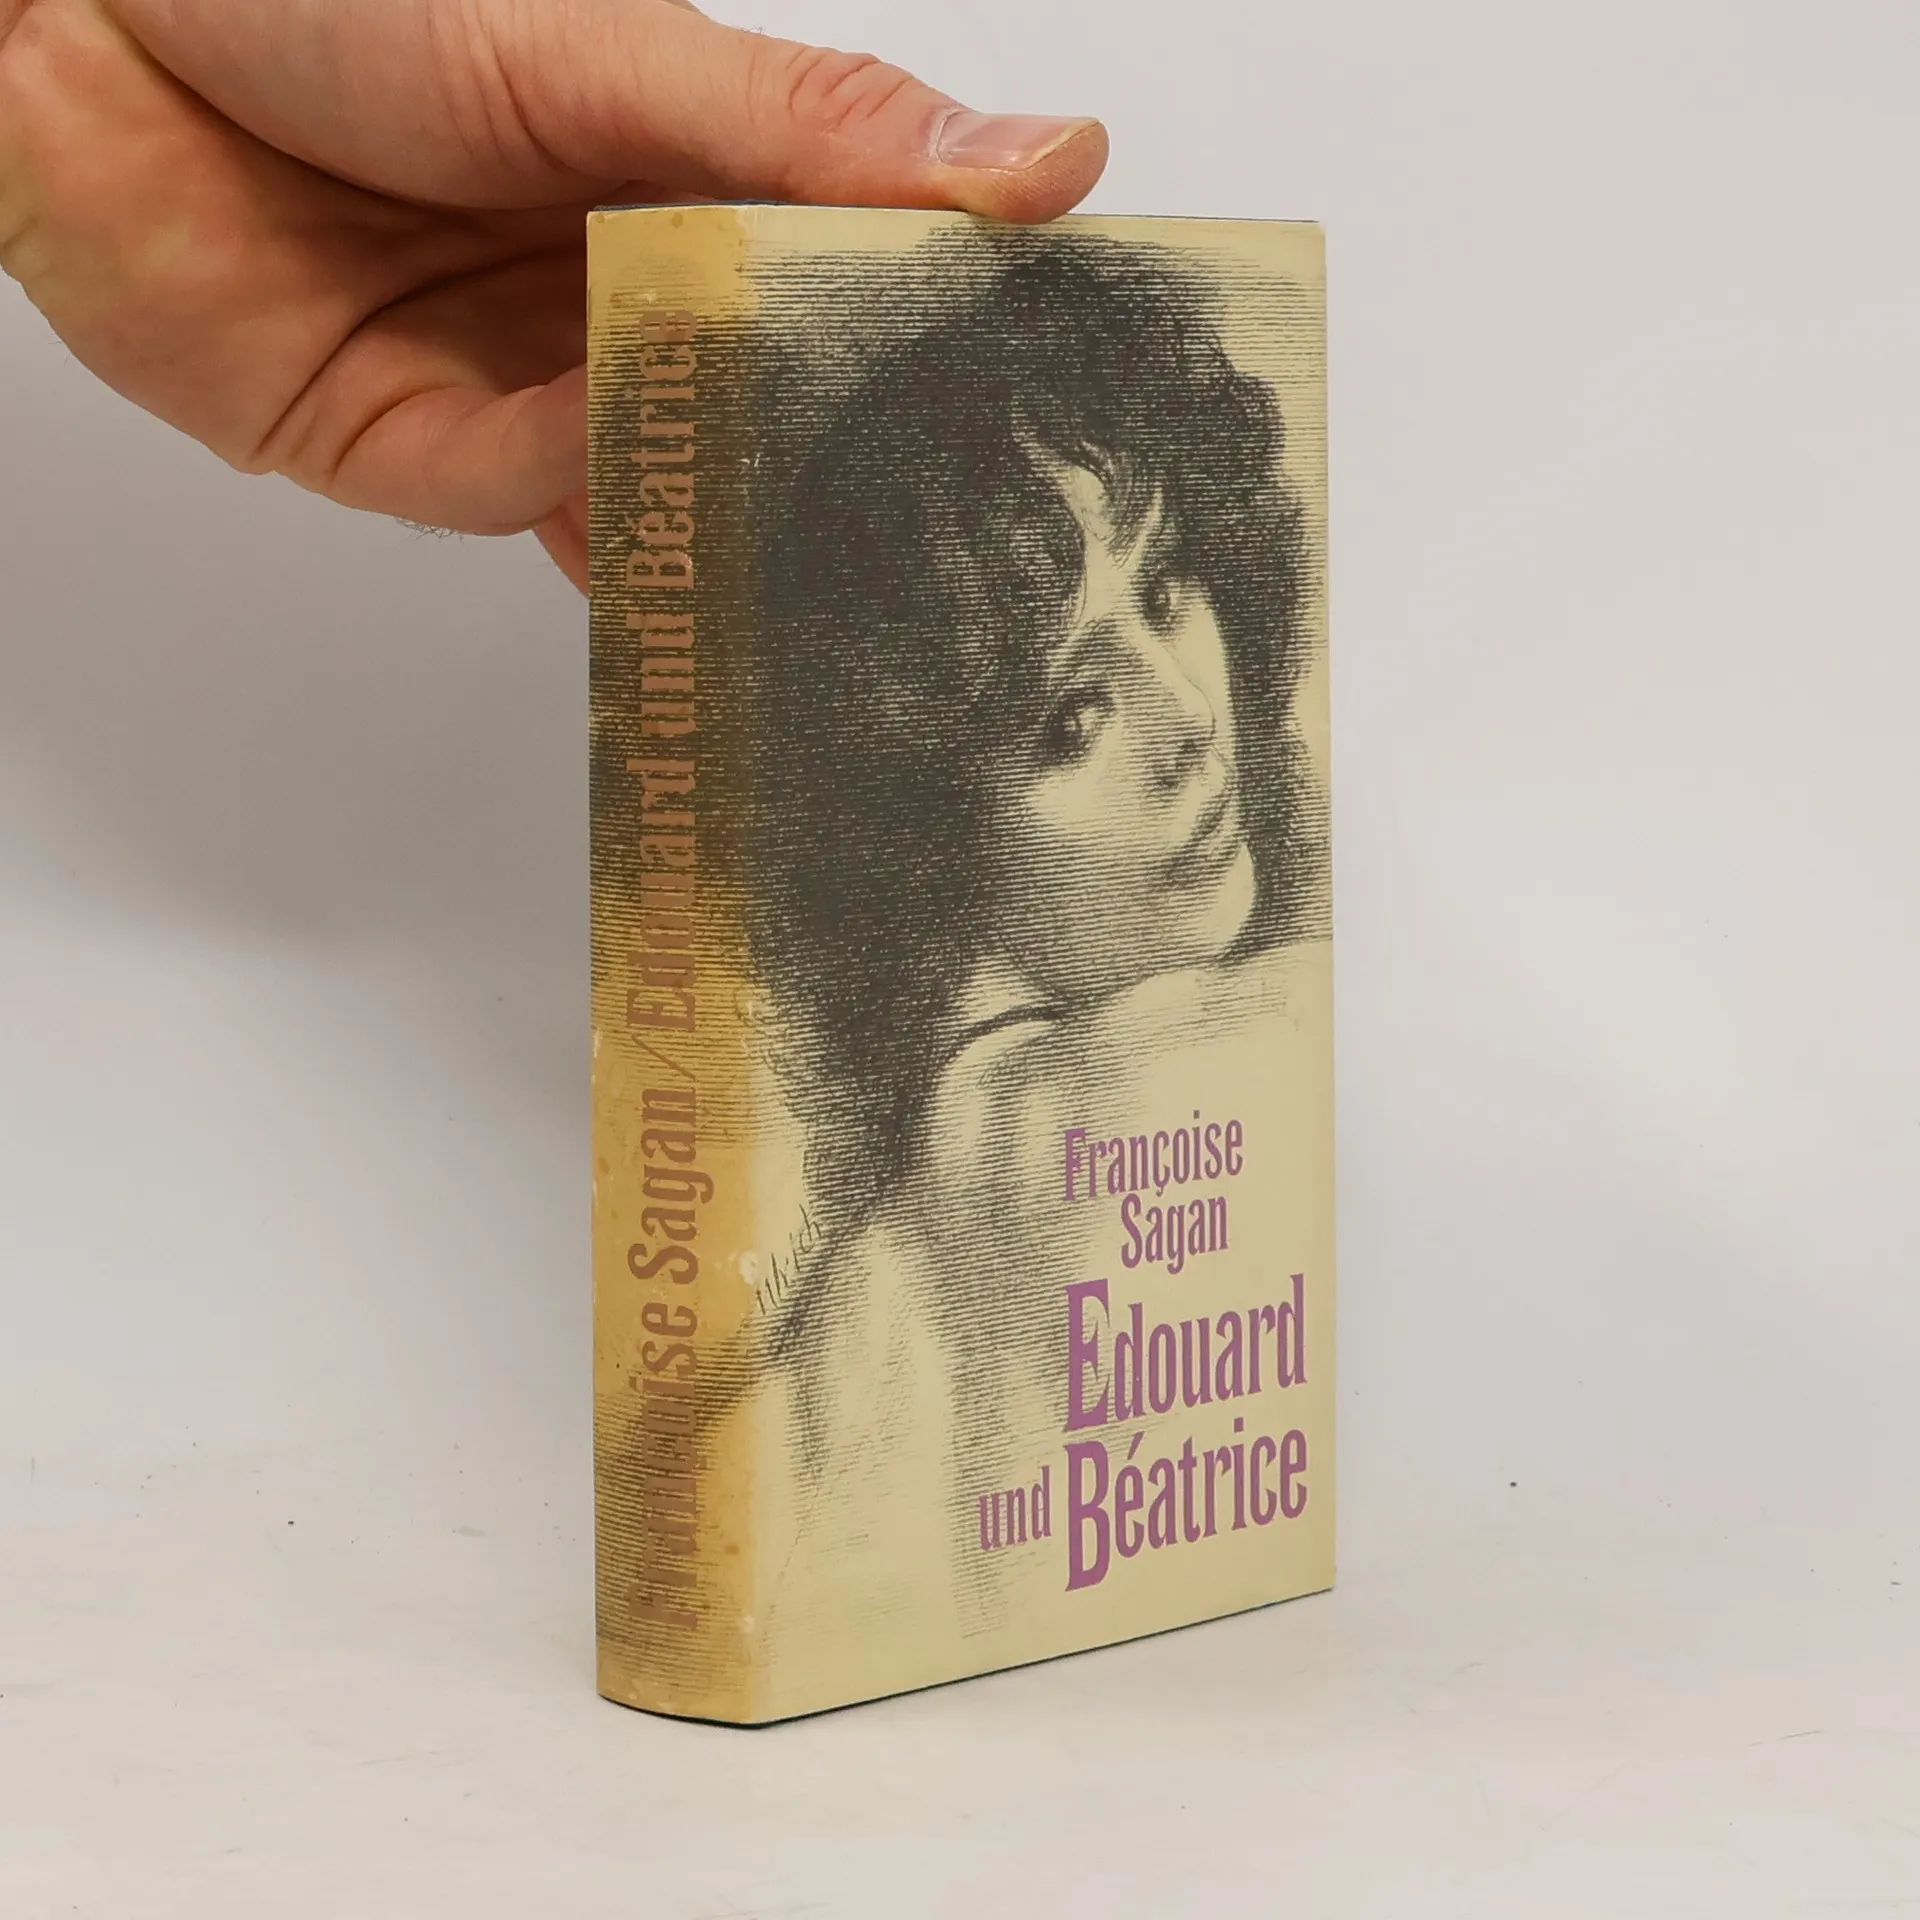 Françoise Sagan / Edouard und Béatrice
Françoise
Sagan
Edouard
und Béatrice